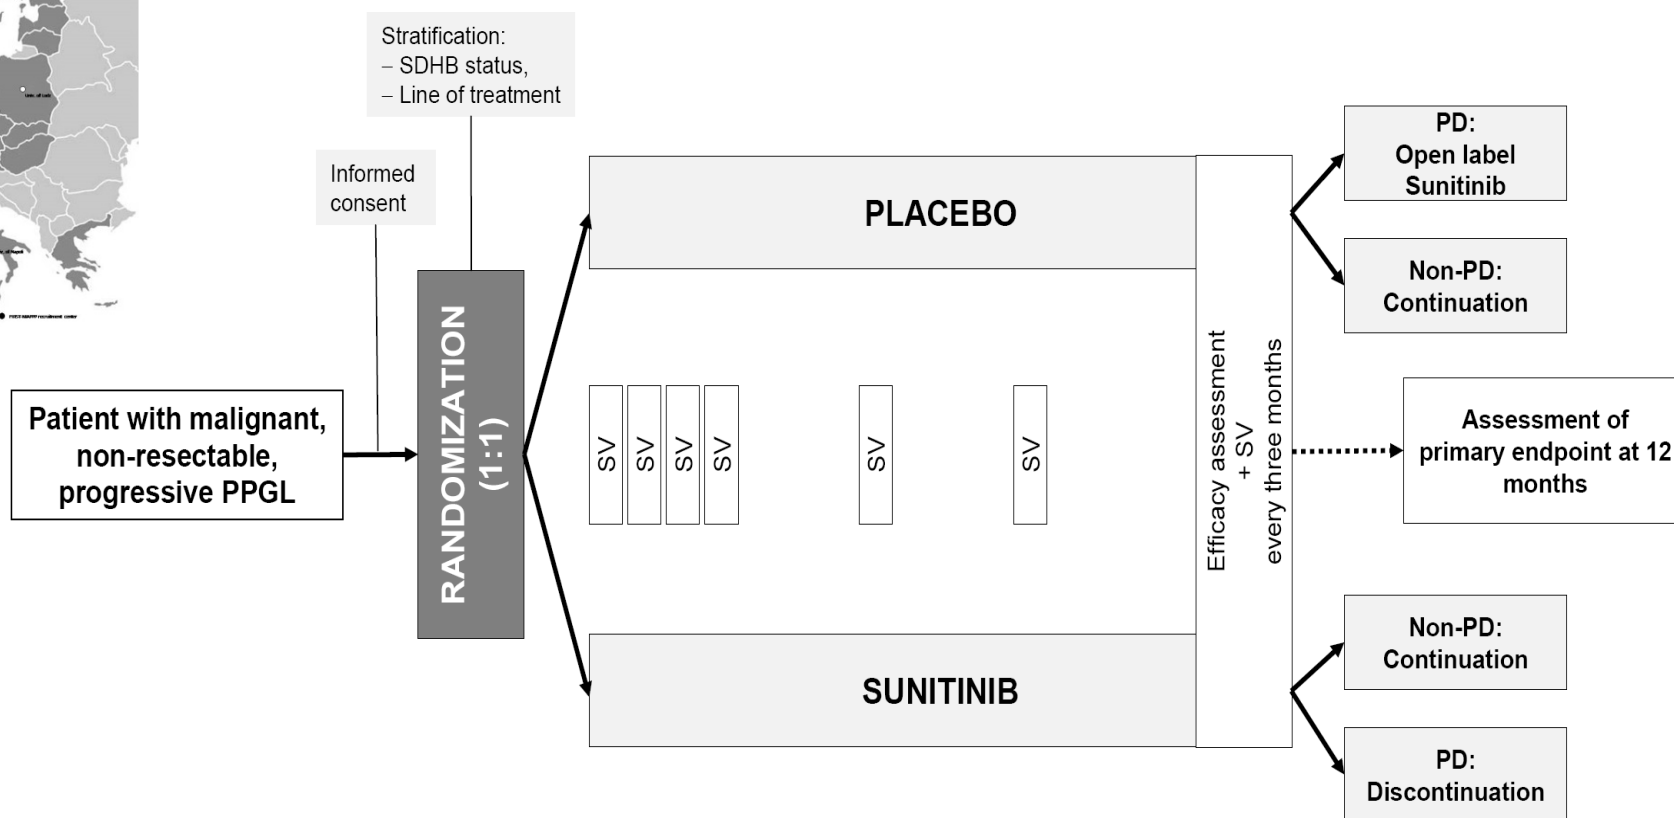 Stratification:
– SDHB status,
– Line of treatment
Informed
consent
Patient with malignant,
non-resectable,
progressive PPGL
RANDOMIZATION
(1:1)
PLACEBO
SV
SV
SV
SV
SV
SV
SUNITINIB
Efficacy assessment
+ SV
every three months
PD:
Open label
Sunitinib
Non-PD:
Continuation
Assessment of
primary endpoint at 12
months
Non-PD:
Continuation
PD:
Discontinuation